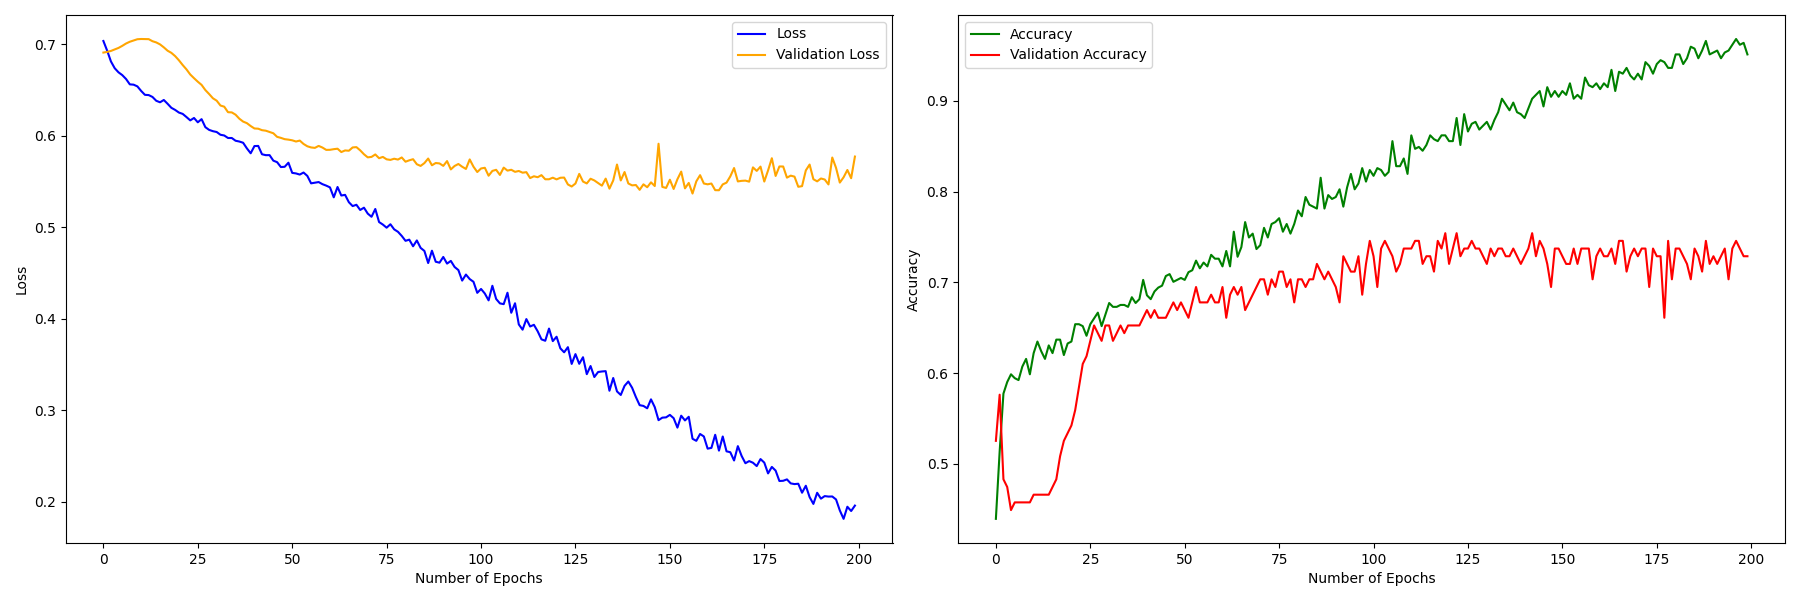 Loss
Validation Loss
0.7
0.6
0.5
0.4
0.3
0.2
Loss
0 25 50 75 100 125 150 175 200
Number of Epochs
Accuracy
Validation Accuracy
0.9
0.8
0.7
0.6
0.5
Accuracy
0 25 50 75 100 125 150 175 200
Number of Epochs